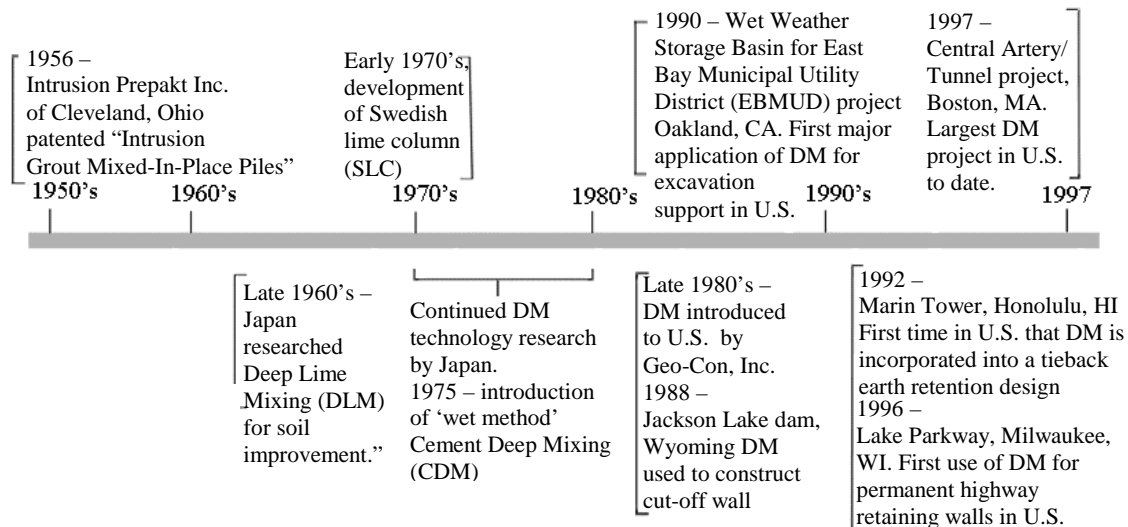 1956 –
Intrusion Prepakt Inc.
of Cleveland, Ohio
patented “Intrusion
Grout Mixed-In-Place Piles”
Early 1970’s,
development
of Swedish
lime column
(SLC)
1990 – Wet Weather
Storage Basin for East
Bay Municipal Utility
District (EBMUD) project
Oakland, CA. First major
application of DM for
excavation
support in U.S.
1997 –
Central Artery/
Tunnel project,
Boston, MA.
Largest DM
project in U.S.
to date.
1950’s
1960’s
1970’s
1980’s
1990’s
1997
Late 1960’s –
Japan
researched
Deep Lime
Mixing (DLM)
for soil
improvement.”
Continued DM
technology research
by Japan.
1975 – introduction
of ‘wet method’
Cement Deep Mixing
(CDM)
Late 1980’s –
DM introduced
to U.S. by
Geo-Con, Inc.
1988 –
Jackson Lake dam,
Wyoming DM
used to construct
cut-off wall
1992 –
Marin Tower, Honolulu, HI
First time in U.S. that DM is
incorporated into a tieback
earth retention design
1996 –
Lake Parkway, Milwaukee,
WI. First use of DM for
permanent highway
retaining walls in U.S.